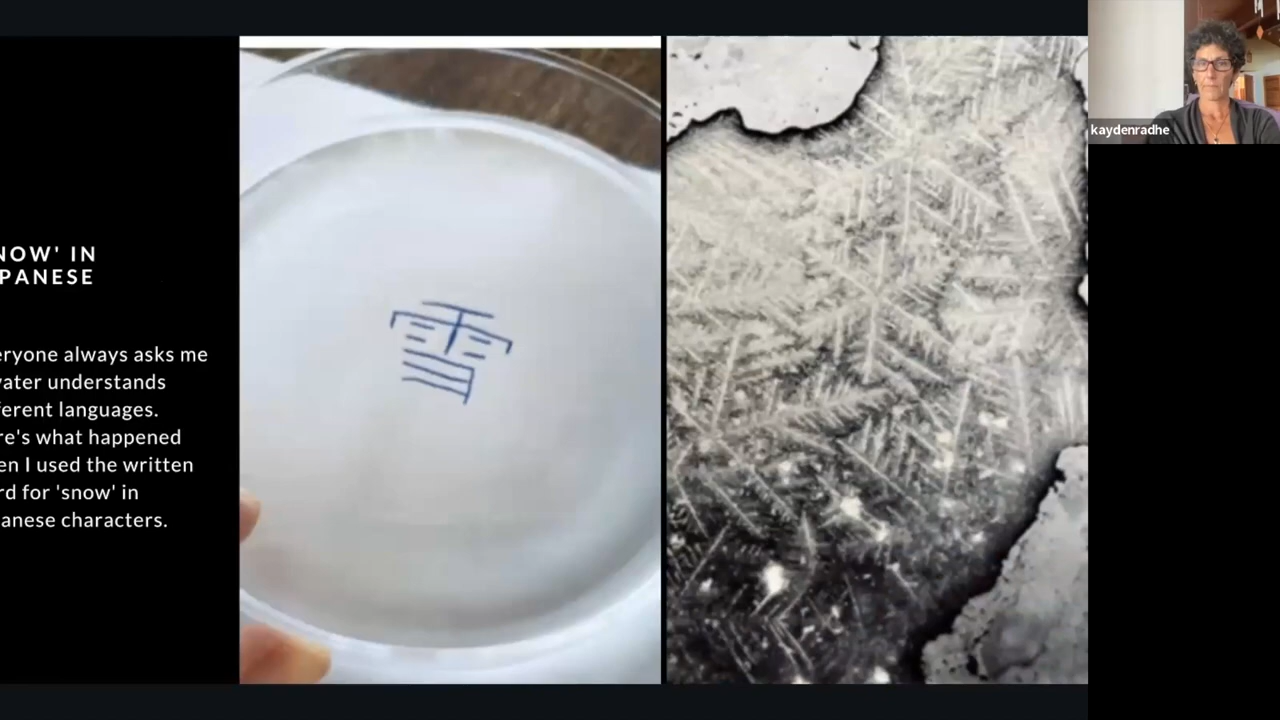 NOW' IN
PANESE
eryone always asks me
vater understands
ferent languages.
re's what happened
en I used the written
rd for 'snow' in
anese characters.
雪
kaydenradhe